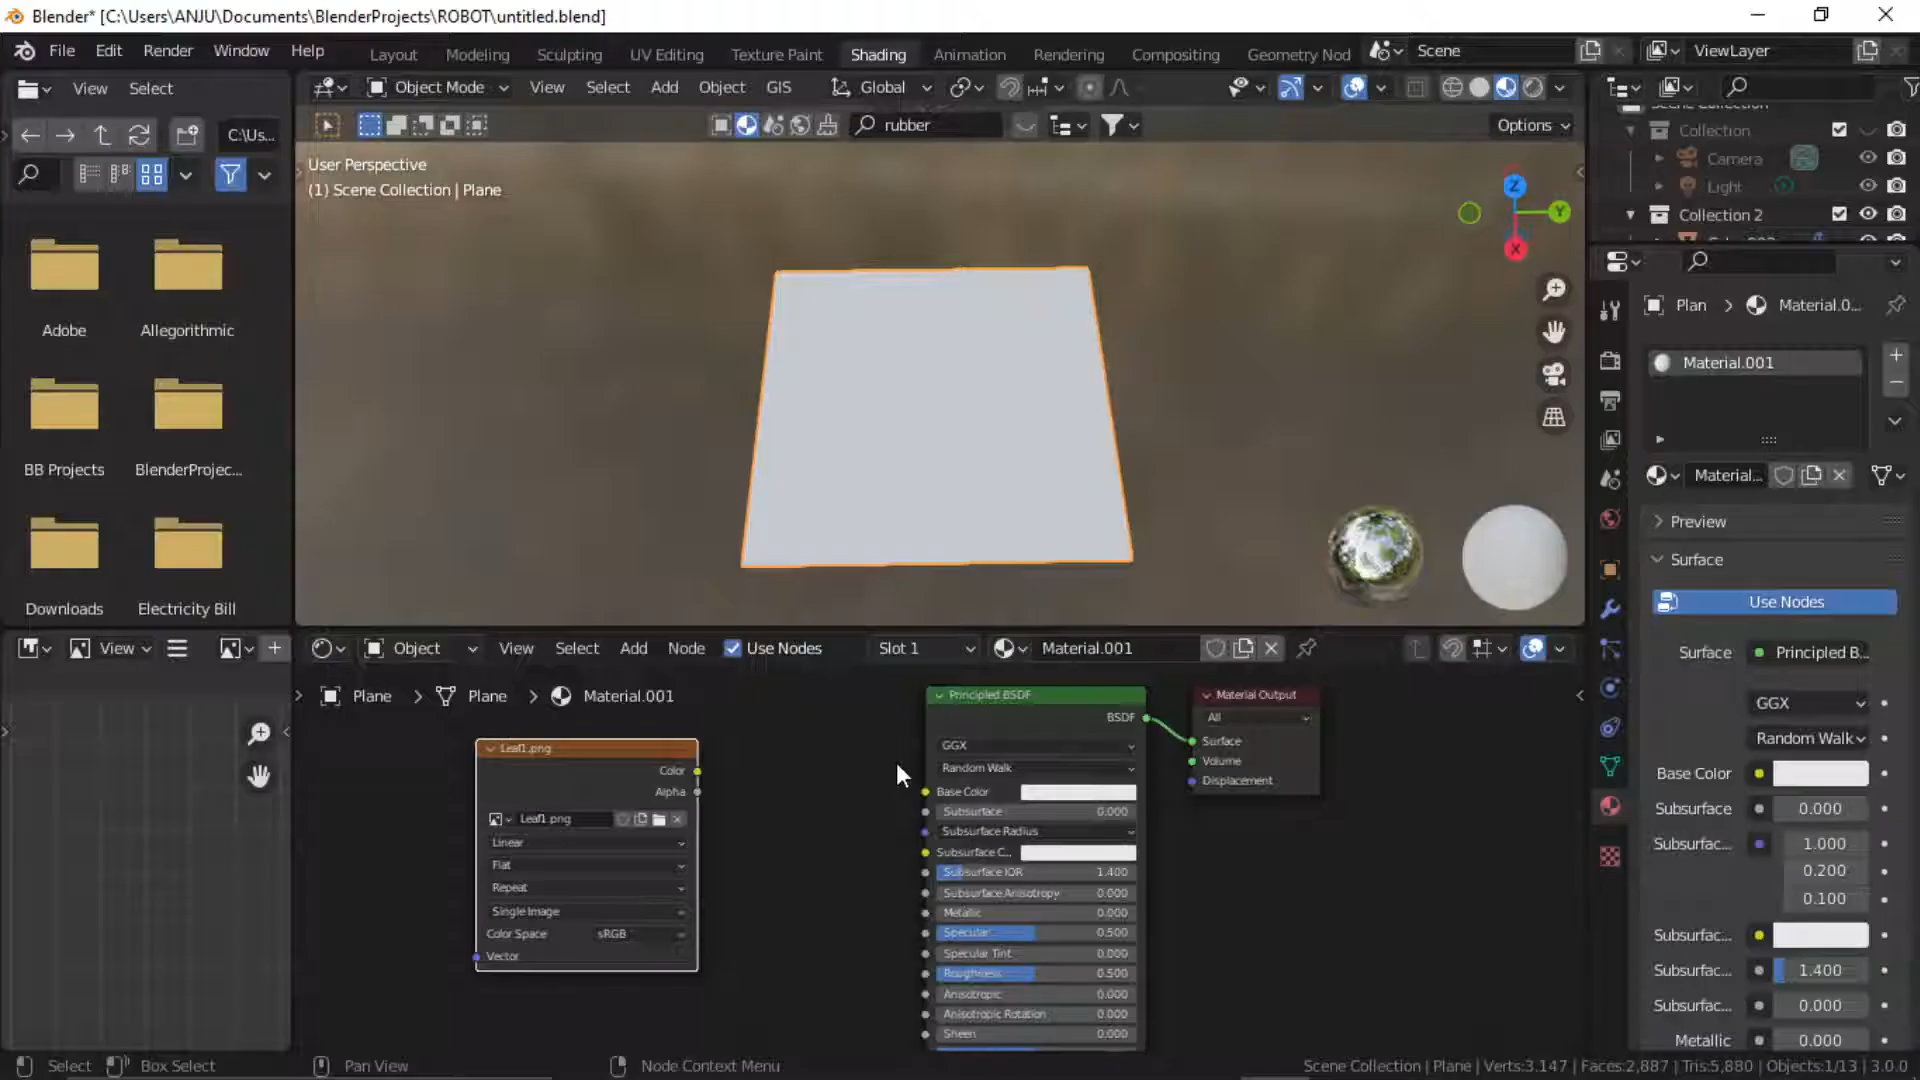 Blender* [C:\Users\ANJU\Documents\BlenderProjects\ROBOT\untitled.blend]
File Edit Render Window Help
Layout Modeling Sculpting UV Editing Texture Paint Shading Animation Rendering Compositing Geometry Nod
Scene
ViewLayer
View Select
C:\Us...
Adobe
Allegorithmic
BB Projects
BlenderProjec...
Downloads
Electricity Bill
Object Mode View Select Add Object GIS Global
rubber
Options
User Perspective
(1) Scene Collection | Plane
Z
Y
X
Scene Collection
Collection
Camera
Light
Collection 2
Plan > Material.0...
Material.001
Material...
Preview
Surface
Use Nodes
Surface Principled B...
GGX
Random Walk
Base Color
Subsurface 0.000
Subsurfac... 1.000
0.200
0.100
Subsurfac...
Subsurfac... 1.400
Subsurfac... 0.000
Metallic 0.000
View
Object View Select Add Node Use Nodes Slot 1 Material.001
Plane > Plane > Material.001
Leaf1.png
Color
Alpha
Leaf1.png
Linear
Flat
Repeat
Single Image
Color Space sRGB
Vector
Principled BSDF
BSDF
GGX
Random Walk
Base Color
Subsurface 0.000
Subsurface Radius
Subsurface C...
Subsurface IOR 1.400
Subsurface Anisotropy 0.000
Metallic 0.000
Specular 0.500
Specular Tint 0.000
Roughness 0.500
Anisotropic 0.000
Anisotropic Rotation 0.000
Sheen 0.000
Material Output
All
Surface
Volume
Displacement
Select Box Select Pan View Node Context Menu
Scene Collection | Plane | Verts:3,147 | Faces:2,887 | Tris:5,880 | Objects:1/13 | 3.0.0